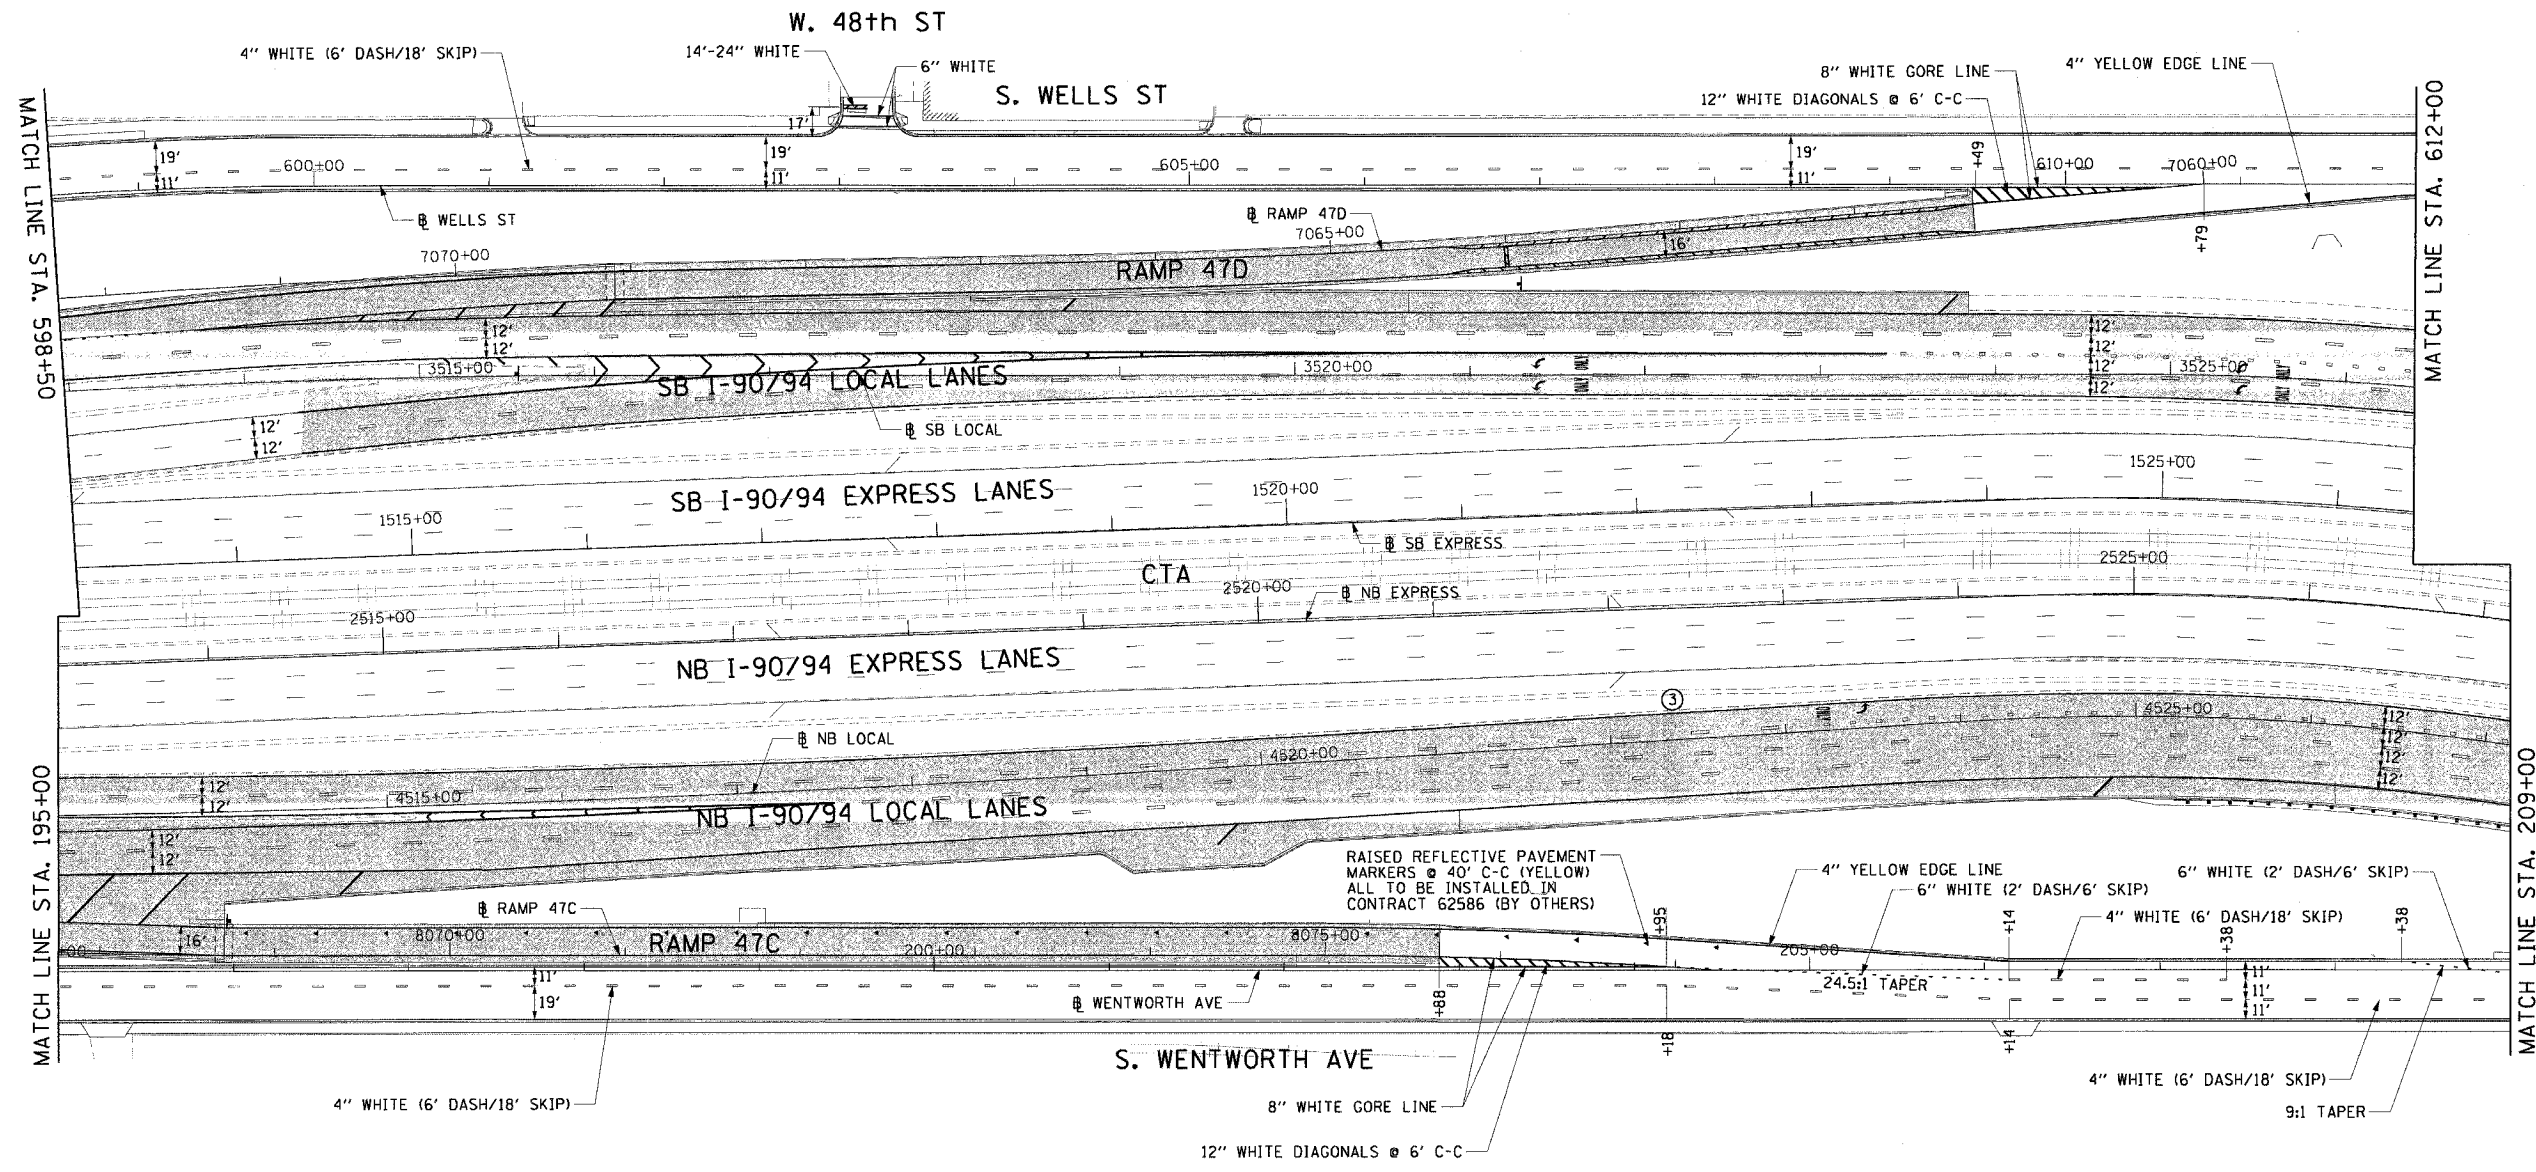 W. 48th ST
4" WHITE (6' DASH/18' SKIP)
14'-24" WHITE
6" WHITE
S. WELLS ST
8" WHITE GORE LINE
4" YELLOW EDGE LINE
12" WHITE DIAGONALS @ 6' C-C
MATCH LINE STA. 598+50
MATCH LINE STA. 612+00
17'
19'
11'
600+00
19'
11'
605+00
19'
11'
+49
610+00
7060+00
℄ WELLS ST
℄ RAMP 47D
7065+00
16'
+79
7070+00
RAMP 47D
12'
12'
12'
12'
12'
12'
3515+00
3520+00
3525+00
ONLY
ONLY
ONLY
ONLY
SB I-90/94 LOCAL LANES
12'
12'
℄ SB LOCAL
1525+00
SB I-90/94 EXPRESS LANES
1520+00
1515+00
℄ SB EXPRESS
CTA
2525+00
2520+00
℄ NB EXPRESS
2515+00
NB I-90/94 EXPRESS LANES
3
4525+00
12'
12'
12'
12'
℄ NB LOCAL
4520+00
12'
12'
4515+00
NB I-90/94 LOCAL LANES
12'
12'
MATCH LINE STA. 195+00
MATCH LINE STA. 209+00
RAISED REFLECTIVE PAVEMENT
MARKERS @ 40' C-C (YELLOW)
ALL TO BE INSTALLED IN
CONTRACT 62586 (BY OTHERS)
4" YELLOW EDGE LINE
6" WHITE (2' DASH/6' SKIP)
6" WHITE (2' DASH/6' SKIP)
4" WHITE (6' DASH/18' SKIP)
℄ RAMP 47C
+95
+14
+38
+38
16'
8070+00
RAMP 47C
200+00
8075+00
205+00
11'
19'
℄ WENTWORTH AVE
+88
24.5:1 TAPER
11'
11'
11'
+18
+14
S. WENTWORTH AVE
4" WHITE (6' DASH/18' SKIP)
8" WHITE GORE LINE
4" WHITE (6' DASH/18' SKIP)
9:1 TAPER
12" WHITE DIAGONALS @ 6' C-C